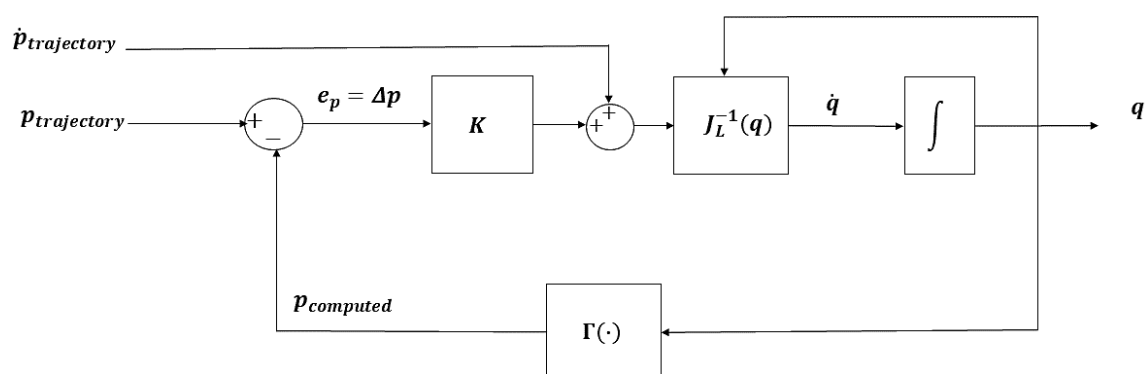 ṗ_trajectory
+
e_p = Δp
q̇
q
p_trajectory
+
−
K
+
J_L^{-1}(q)
∫
p_computed
Γ(·)